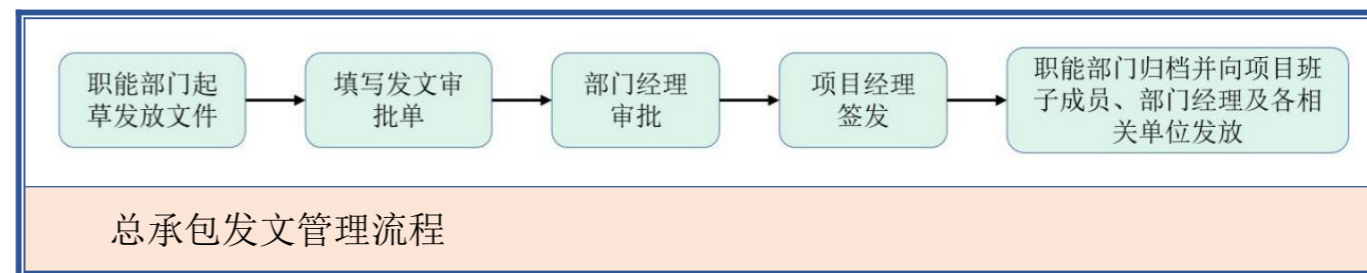 职能部门起
草发放文件
填写发文审
批单
部门经理
审批
项目经理
签发
职能部门归档并向项目班
子成员、部门经理及各相
关单位发放
总承包发文管理流程